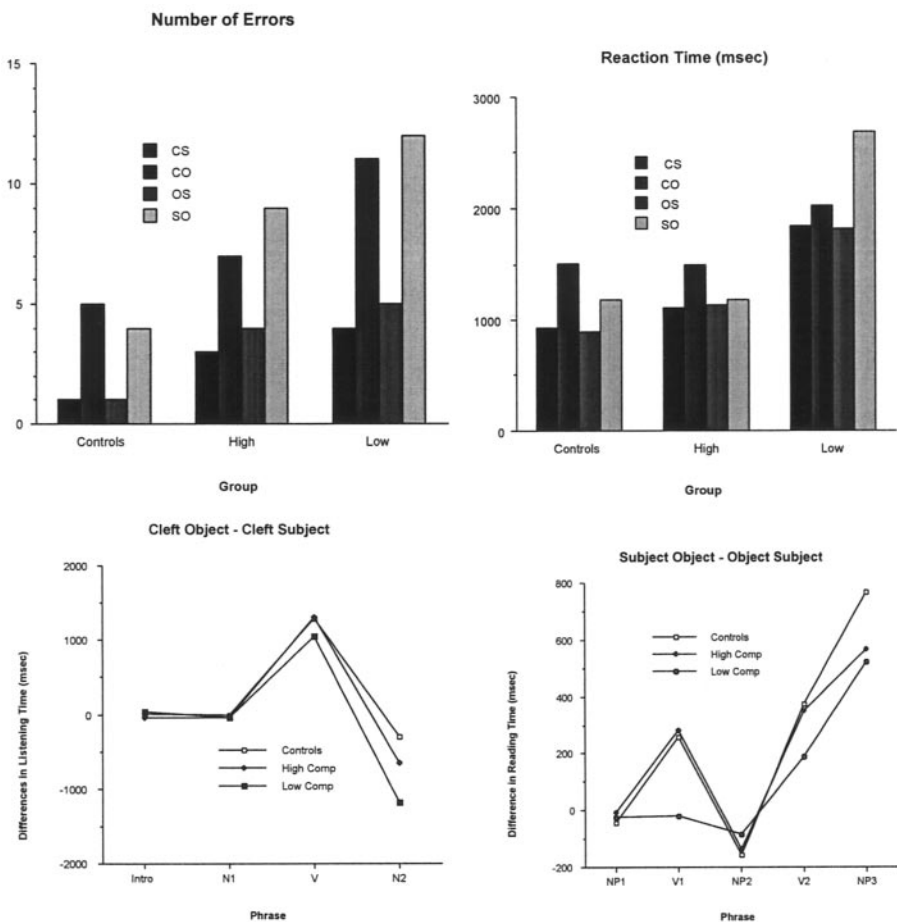 Number of Errors
15
10
5
0
CS
CO
OS
SO
Controls High Low
Group
Reaction Time (msec)
3000
2000
1000
0
CS
CO
OS
SO
Controls High Low
Group
Cleft Object - Cleft Subject
Differences in Listening Time (msec)
2000
1000
0
-1000
-2000
Controls
High Comp
Low Comp
Intro N1 V N2
Phrase
Subject Object - Object Subject
Difference in Reading Time (msec)
800
600
400
200
0
-200
Controls
High Comp
Low Comp
NP1 V1 NP2 V2 NP3
Phrase